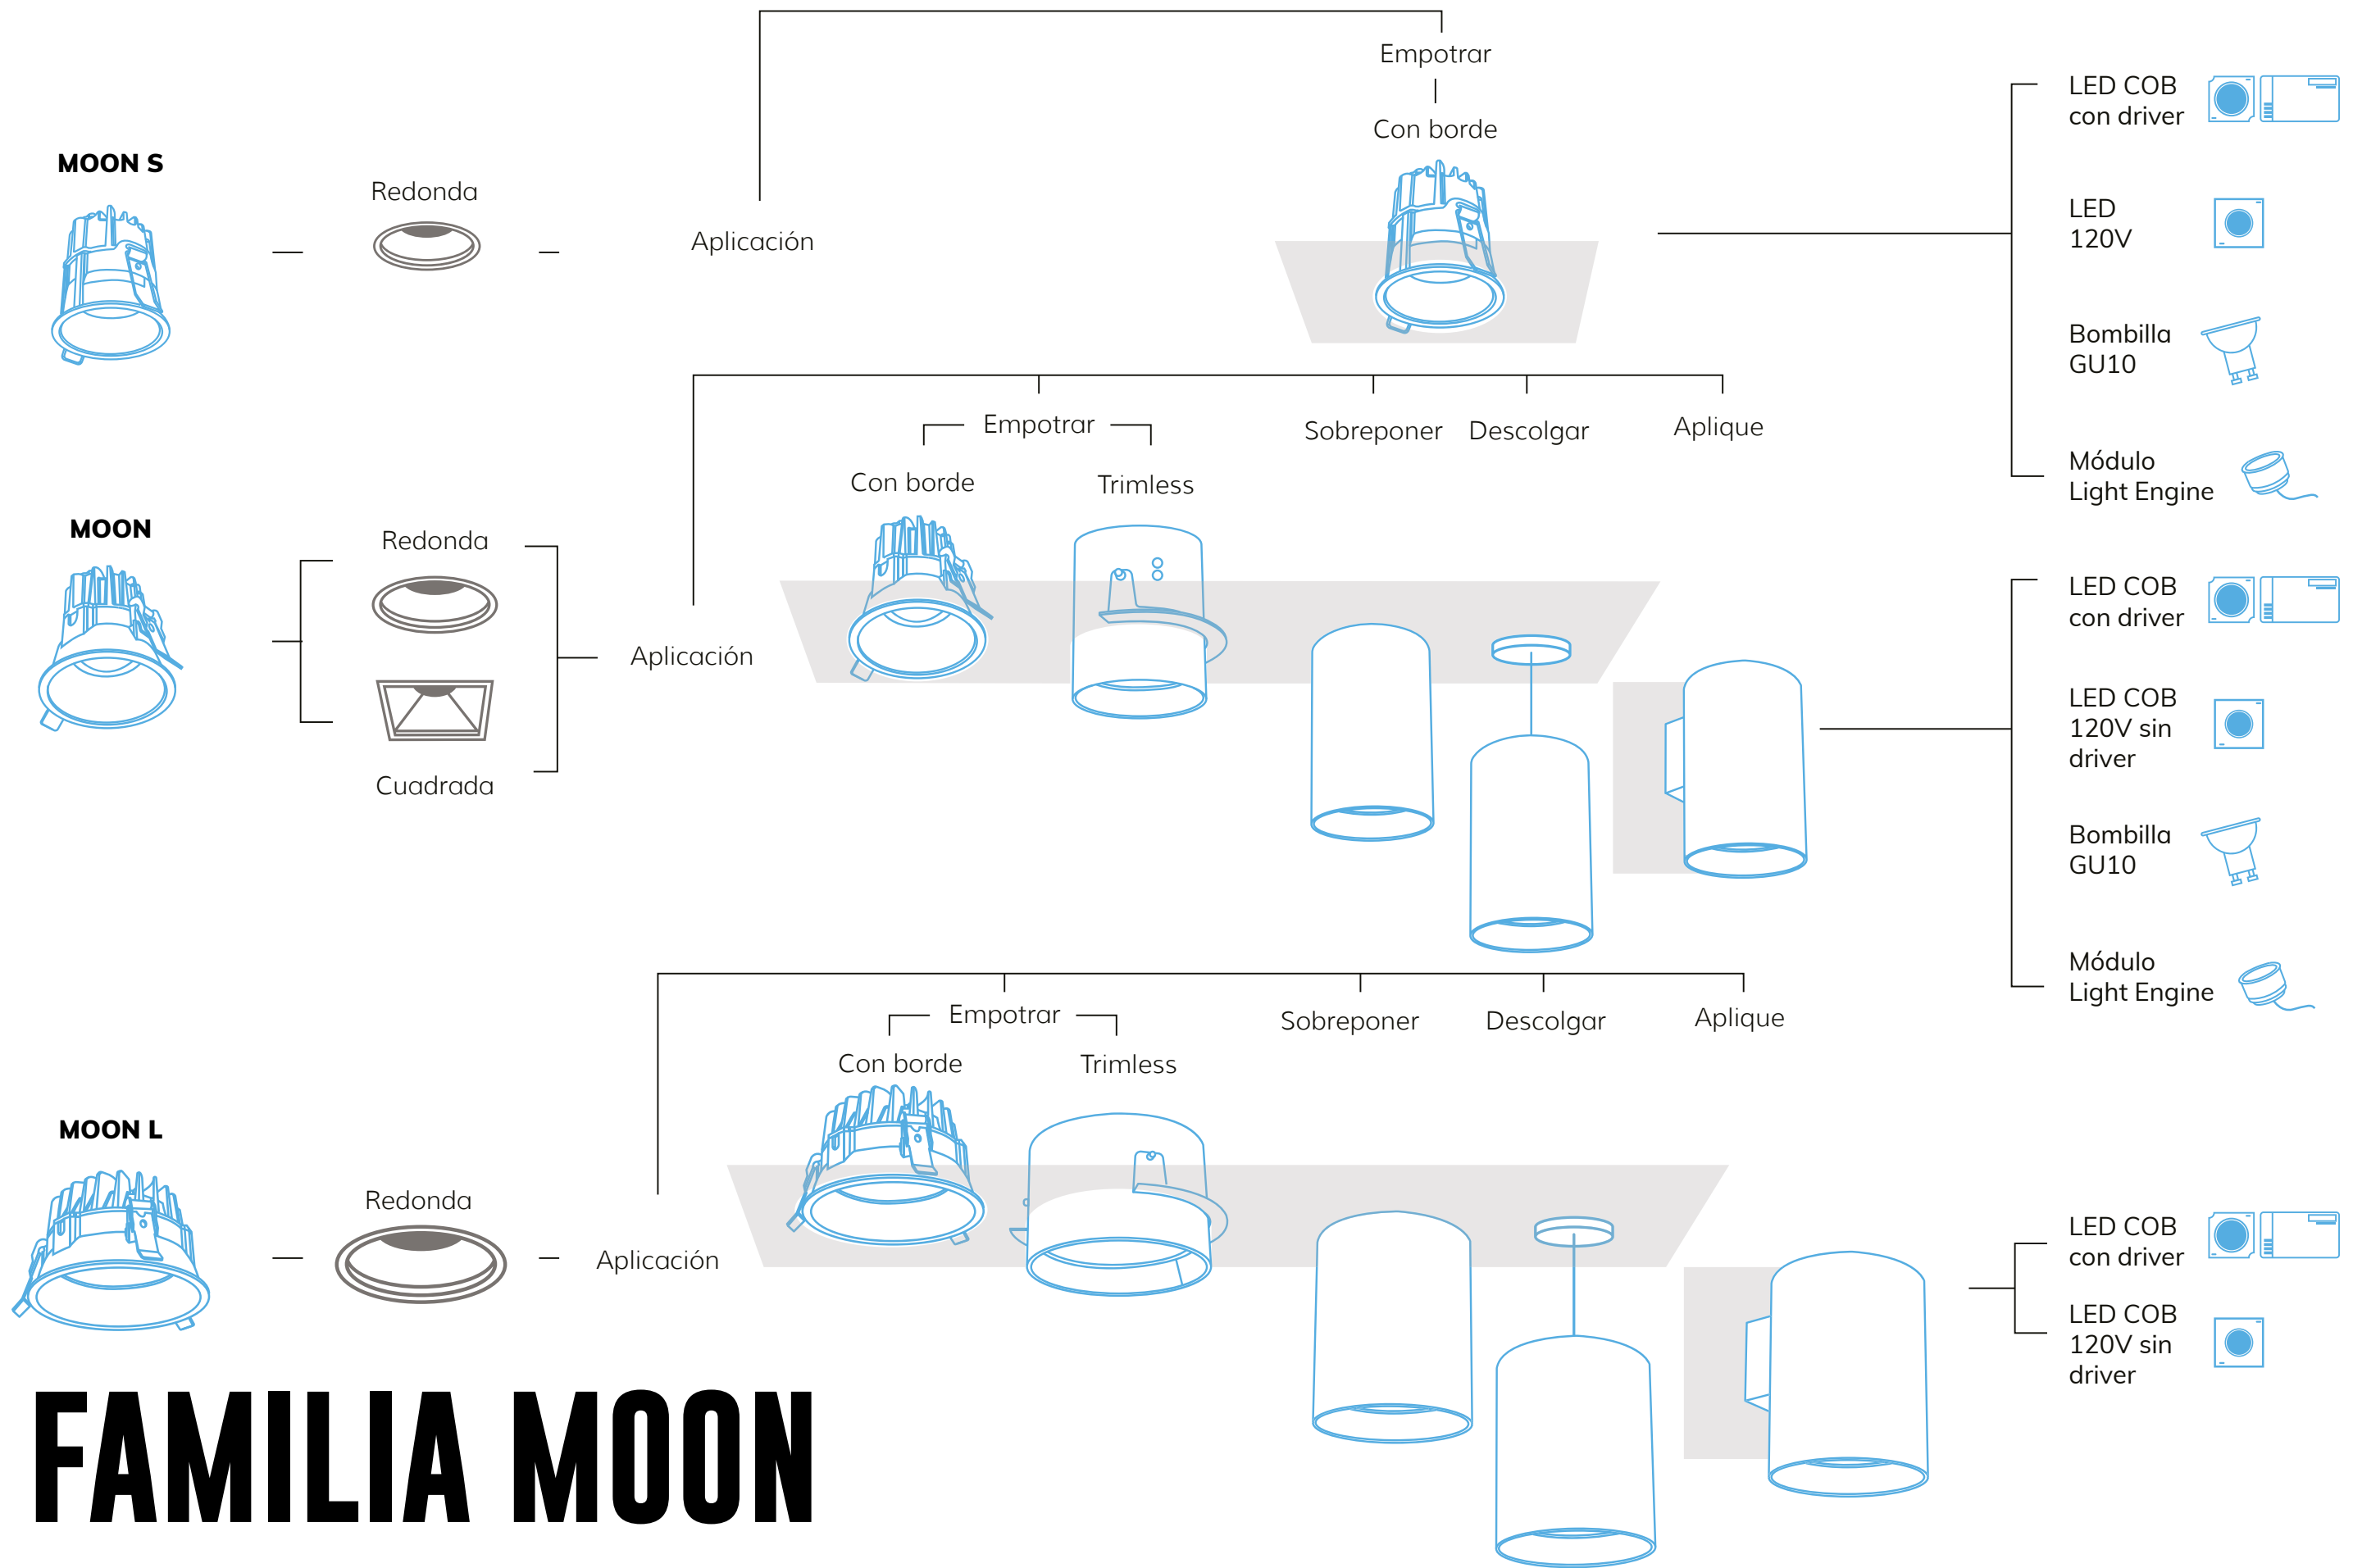 MOON S
Redonda
Aplicación
Empotrar
Con borde
LED COB
con driver
LED
120V
Bombilla
GU10
Módulo
Light Engine
MOON
Redonda
Cuadrada
Aplicación
Empotrar
Con borde
Trimless
Sobreponer
Descolgar
Aplique
LED COB
con driver
LED COB
120V sin
driver
Bombilla
GU10
Módulo
Light Engine
MOON L
Redonda
Aplicación
Empotrar
Con borde
Trimless
Sobreponer
Descolgar
Aplique
LED COB
con driver
LED COB
120V sin
driver
FAMILIA MOON